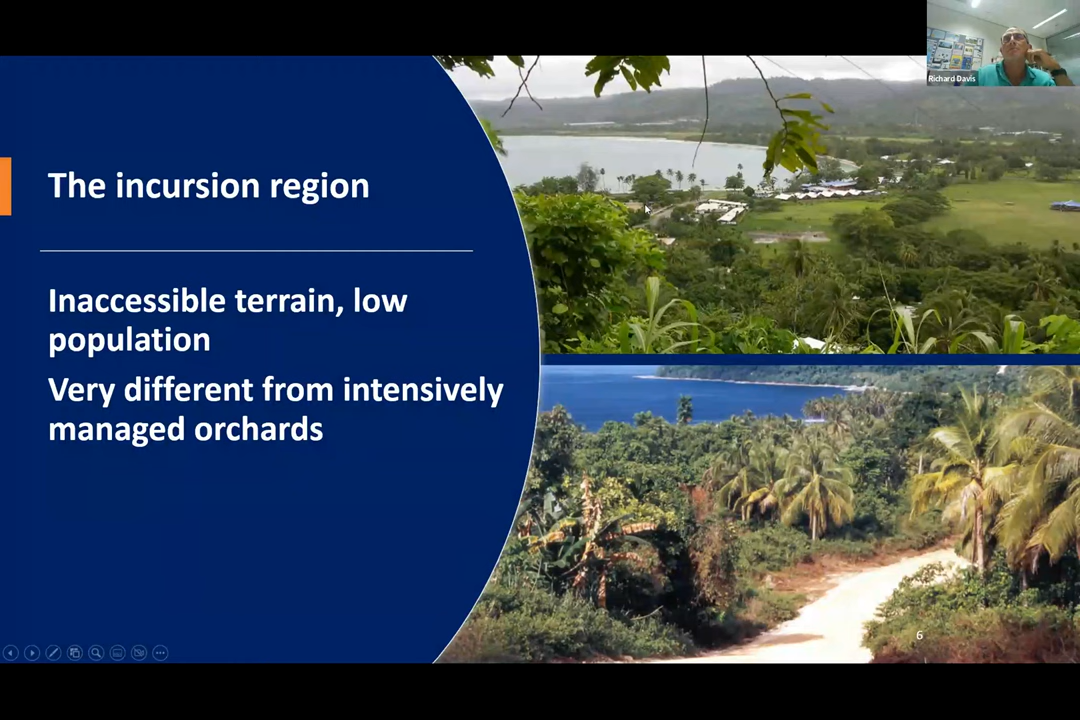 Richard Davis
The incursion region
Inaccessible terrain, low
population
Very different from intensively
managed orchards
6